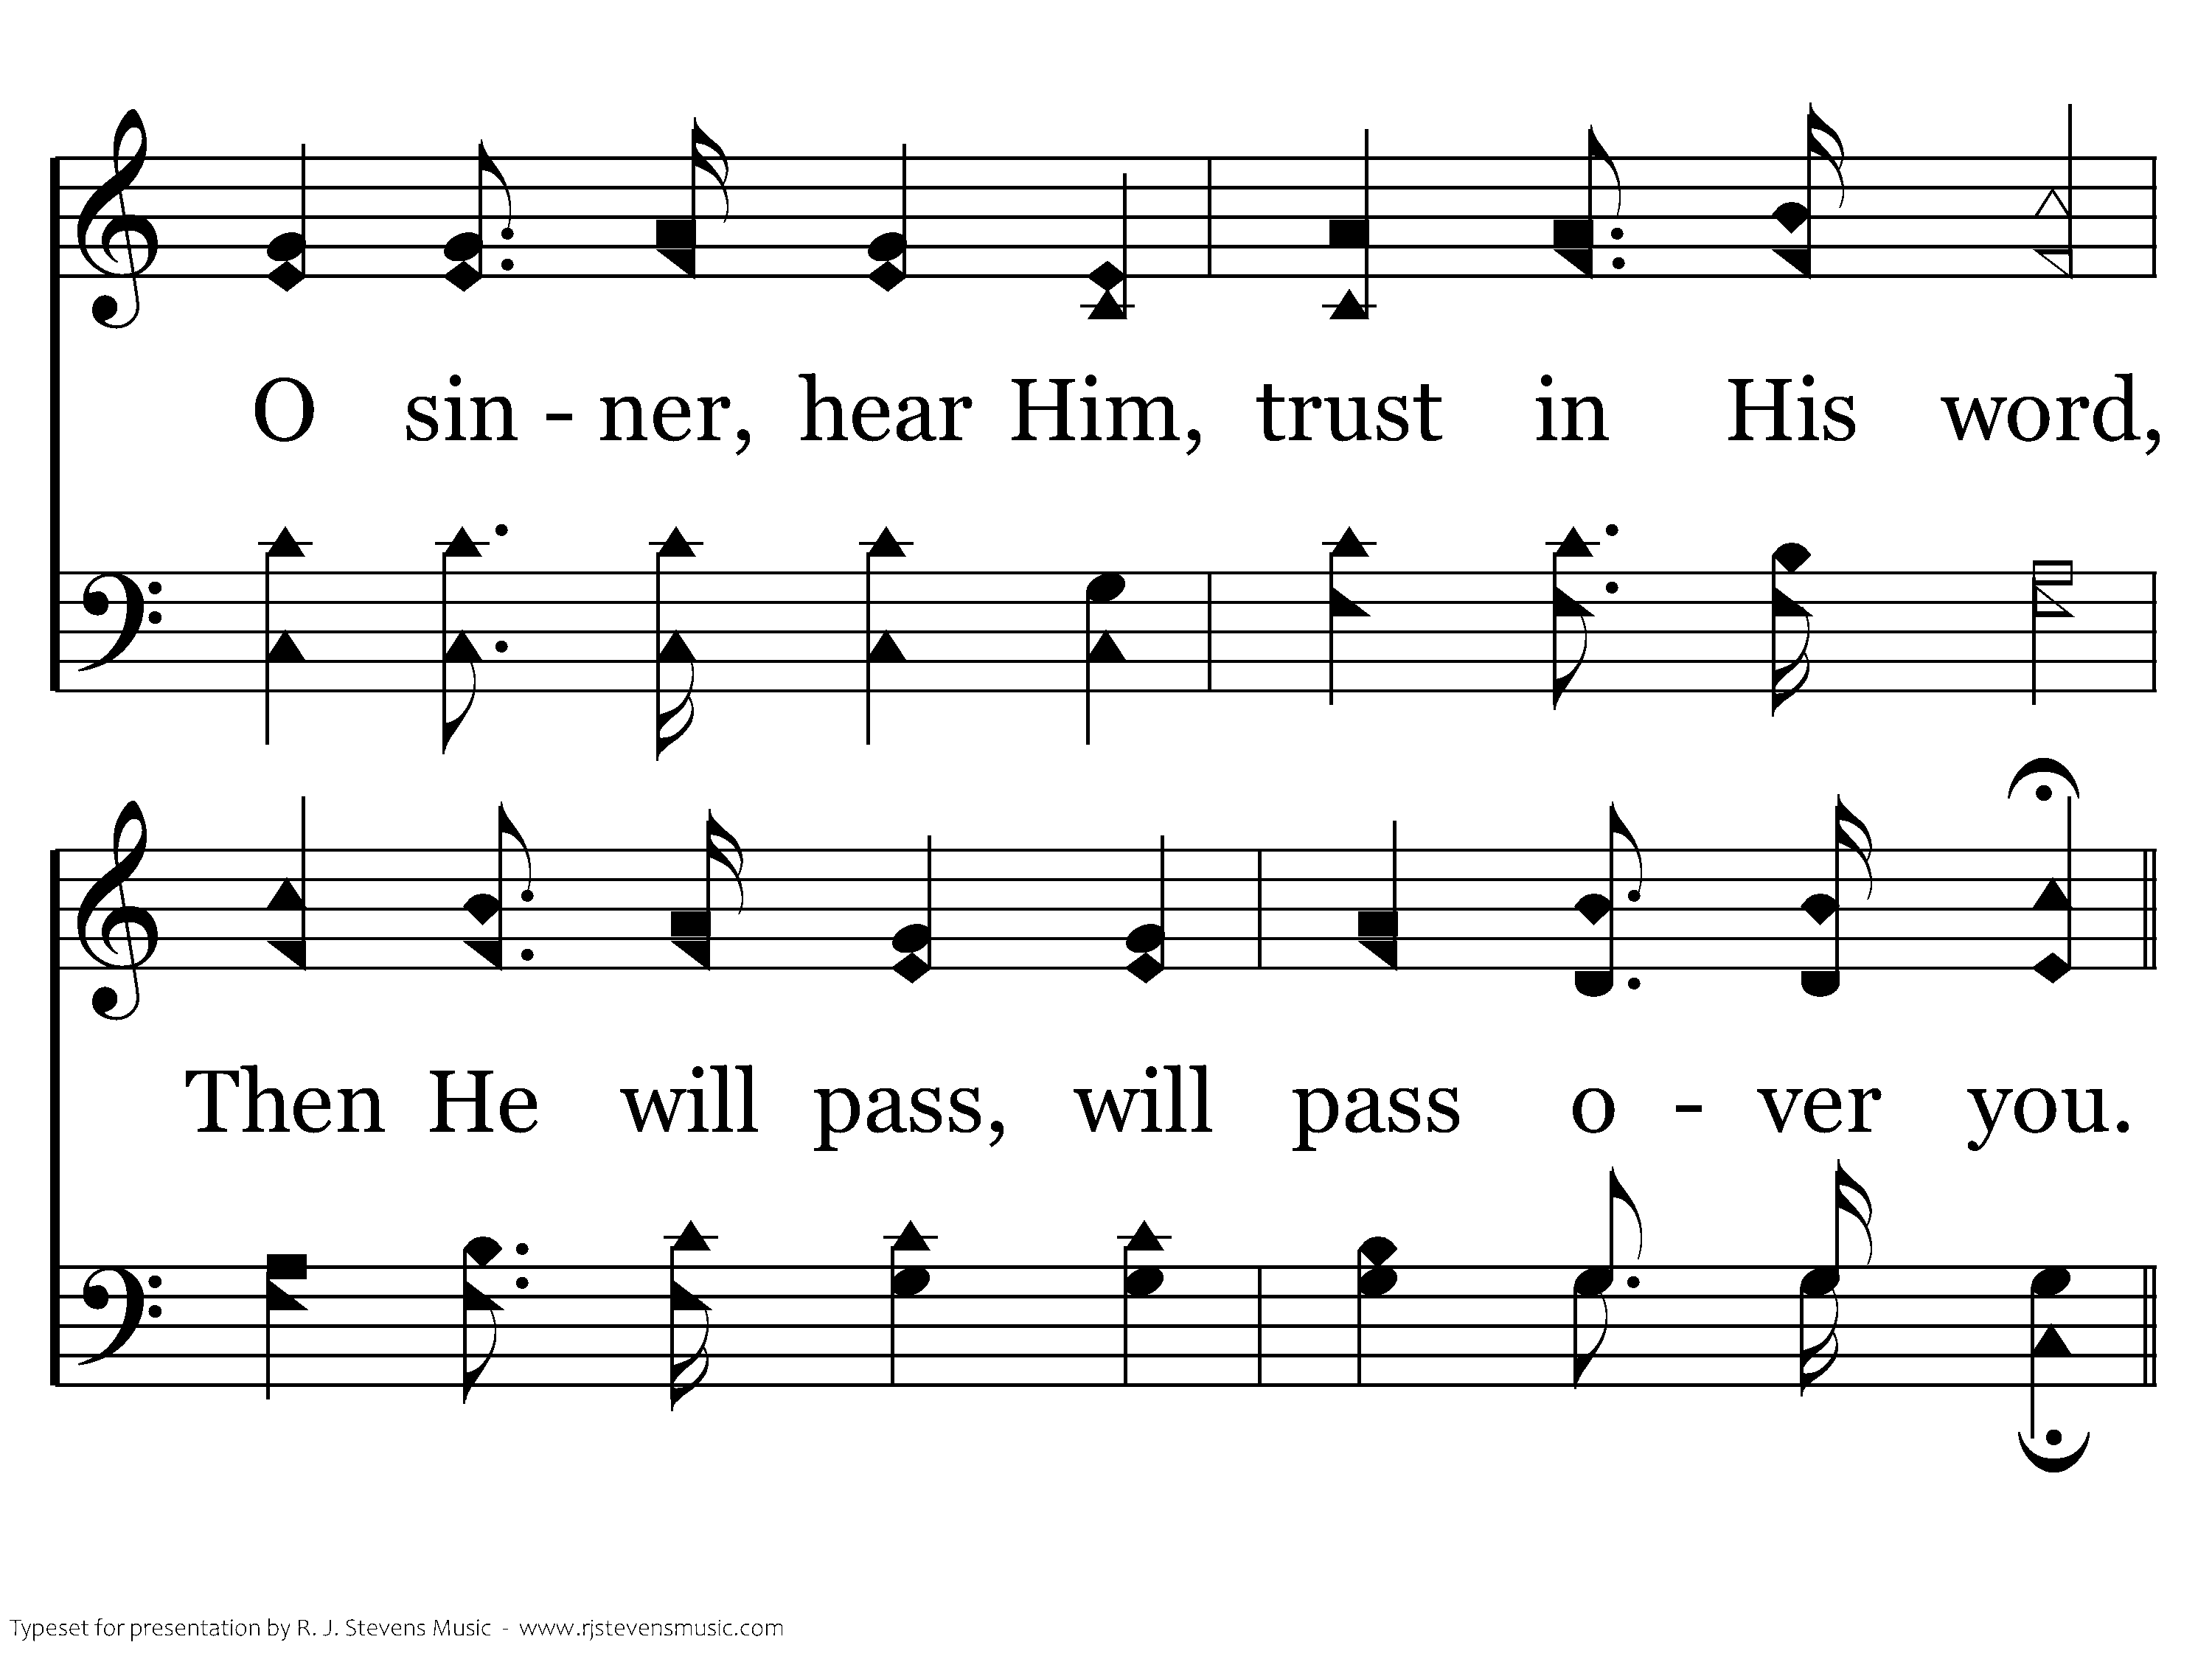 O sin - ner, hear Him, trust in His word,
Then He will pass, will pass o - ver you.
Typeset for presentation by R. J. Stevens Music - www.rjstevensmusic.com